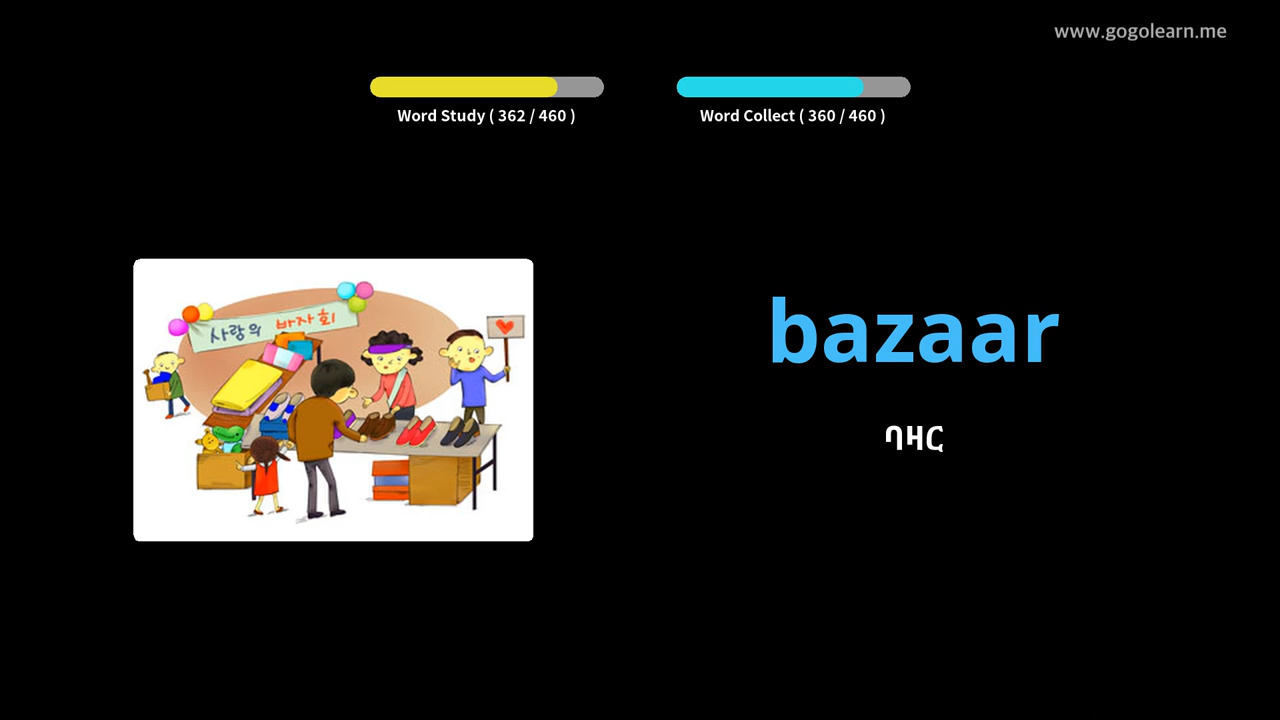 www.gogolearn.me
Word Study ( 362 / 460 )
Word Collect ( 360 / 460 )
사랑의 바자회
bazaar
ባዛር